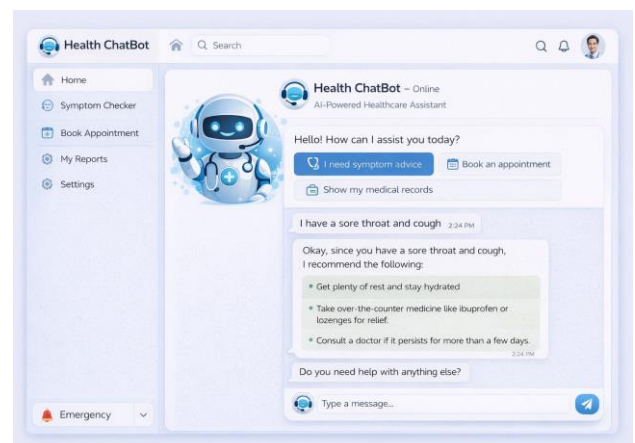 Health ChatBot
Search
Home
Symptom Checker
Book Appointment
My Reports
Settings
Emergency
Health ChatBot – Online
AI-Powered Healthcare Assistant
Hello! How can I assist you today?
I need symptom advice
Book an appointment
Show my medical records
I have a sore throat and cough 2:24 PM
Okay, since you have a sore throat and cough,
I recommend the following:
• Get plenty of rest and stay hydrated
• Take over-the-counter medicine like ibuprofen or
lozenges for relief.
• Consult a doctor if it persists for more than a few days.
2:24 PM
Do you need help with anything else?
Type a message...